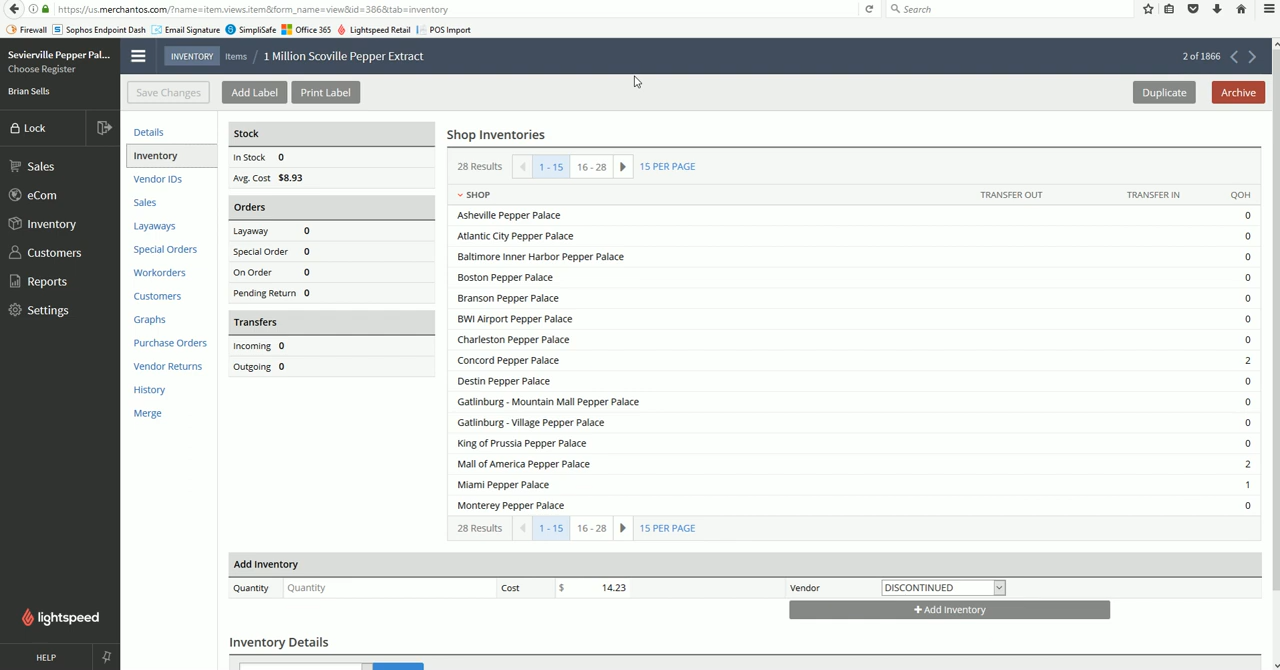 https://us.merchantos.com/?name=item.views.item&form_name=view&id=386&tab=inventory
Search
Firewall
Sophos Endpoint Dash
Email Signature
SimpliSafe
Office 365
Lightspeed Retail
POS Import
Sevierville Pepper Pal...
Choose Register
Brian Sells
Lock
Sales
eCom
Inventory
Customers
Reports
Settings
lightspeed
HELP
INVENTORY
Items / 1 Million Scoville Pepper Extract
2 of 1866
Save Changes
Add Label
Print Label
Duplicate
Archive
Details
Inventory
Vendor IDs
Sales
Layaways
Special Orders
Workorders
Customers
Graphs
Purchase Orders
Vendor Returns
History
Merge
Stock
In Stock 0
Avg. Cost $8.93
Orders
Layaway 0
Special Order 0
On Order 0
Pending Return 0
Transfers
Incoming 0
Outgoing 0
Shop Inventories
28 Results 1 - 15 16 - 28 15 PER PAGE
SHOP TRANSFER OUT TRANSFER IN QOH
Asheville Pepper Palace 0
Atlantic City Pepper Palace 0
Baltimore Inner Harbor Pepper Palace 0
Boston Pepper Palace 0
Branson Pepper Palace 0
BWI Airport Pepper Palace 0
Charleston Pepper Palace 0
Concord Pepper Palace 2
Destin Pepper Palace 0
Gatlinburg - Mountain Mall Pepper Palace 0
Gatlinburg - Village Pepper Palace 0
King of Prussia Pepper Palace 0
Mall of America Pepper Palace 2
Miami Pepper Palace 1
Monterey Pepper Palace 0
28 Results 1 - 15 16 - 28 15 PER PAGE
Add Inventory
Quantity Quantity Cost $ 14.23 Vendor DISCONTINUED
+ Add Inventory
Inventory Details